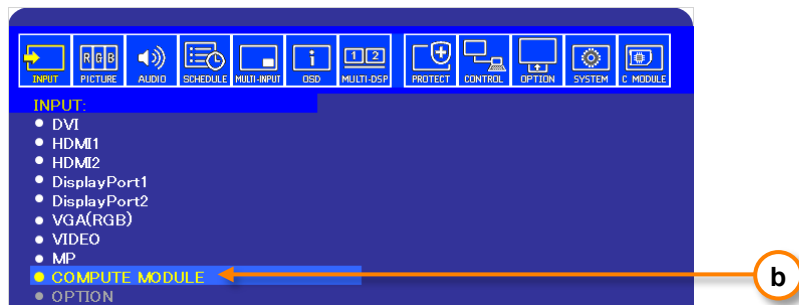 R G B
i
1 2
INPUT PICTURE AUDIO SCHEDULE MULTI-INPUT OSD MULTI-DSP PROTECT CONTROL OPTION SYSTEM C MODULE
INPUT:
DVI
HDMI1
HDMI2
DisplayPort1
DisplayPort2
VGA(RGB)
VIDEO
MP
COMPUTE MODULE
b
OPTION